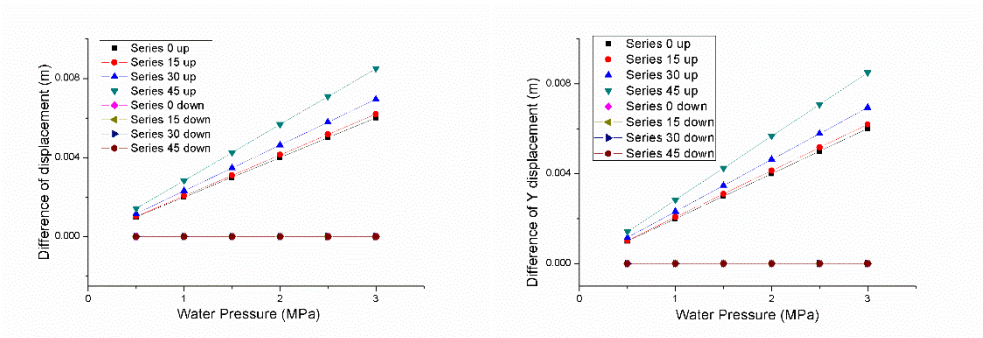 Series 0 up
Series 15 up
Series 30 up
Series 45 up
Series 0 down
Series 15 down
Series 30 down
Series 45 down
0.008
0.004
0.000
Difference of displacement (m)
0
1
2
3
Water Pressure (MPa)
Series 0 up
Series 15 up
Series 30 up
Series 45 up
Series 0 down
Series 15 down
Series 30 down
Series 45 down
0.008
0.004
0.000
Difference of Y displacement (m)
0
1
2
3
Water Pressure (MPa)